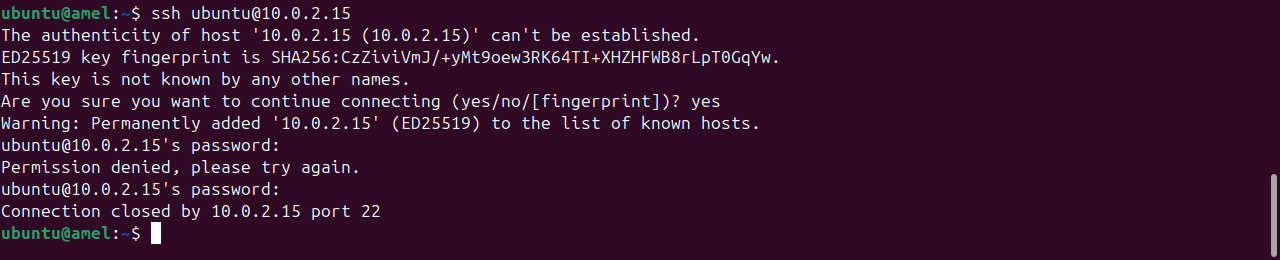 ubuntu@amel:~$ ssh ubuntu@10.0.2.15
The authenticity of host '10.0.2.15 (10.0.2.15)' can't be established.
ED25519 key fingerprint is SHA256:CzZiviVmJ/+yMt9oew3RK64TI+XHZHFWB8rLpT0GqYw.
This key is not known by any other names.
Are you sure you want to continue connecting (yes/no/[fingerprint])? yes
Warning: Permanently added '10.0.2.15' (ED25519) to the list of known hosts.
ubuntu@10.0.2.15's password:
Permission denied, please try again.
ubuntu@10.0.2.15's password:
Connection closed by 10.0.2.15 port 22
ubuntu@amel:~$